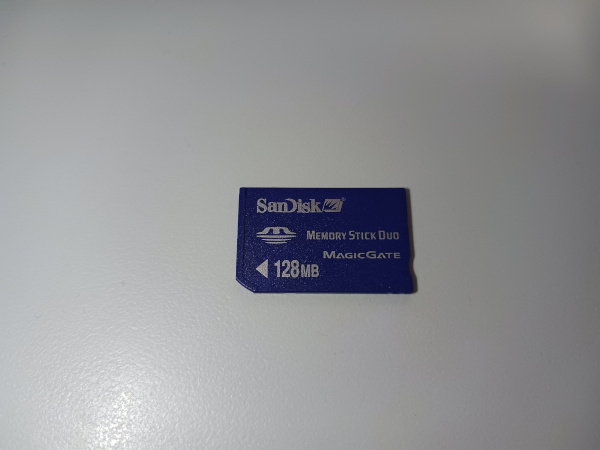 SanDisk
MEMORY STICK DUO
MAGICGATE
128MB